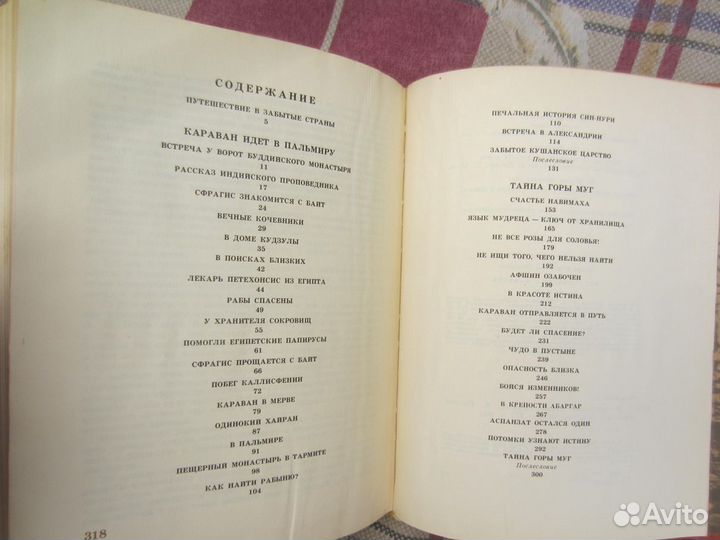 СОДЕРЖАНИЕ
ПУТЕШЕСТВИЕ В ЗАБЫТЫЕ СТРАНЫ
5
КАРАВАН ИДЕТ В ПАЛЬМИРУ
ВСТРЕЧА У ВОРОТ БУДДИЙСКОГО МОНАСТЫРЯ
11
РАССКАЗ ИНДИЙСКОГО ПРОПОВЕДНИКА
17
СФРАГИС ЗНАКОМИТСЯ С БАЙТ
24
ВЕЧНЫЕ КОЧЕВНИКИ
29
В ДОМЕ КУДЗУЛЫ
35
В ПОИСКАХ БЛИЗКИХ
42
ЛЕКАРЬ ПЕТЕХОНСИС ИЗ ЕГИПТА
44
РАБЫ СПАСЕНЫ
49
У ХРАНИТЕЛЯ СОКРОВИЩ
55
ПОМОГЛИ ЕГИПЕТСКИЕ ПАПИРУСЫ
61
СФРАГИС ПРОЩАЕТСЯ С БАЙТ
66
ПОБЕГ КАЛЛИСФЕНИИ
72
КАРАВАН В МЕРВЕ
79
ОДИНОКИЙ ХАЙРАН
87
В ПАЛЬМИРЕ
91
ПЕЩЕРНЫЙ МОНАСТЫРЬ В ТАРМИТЕ
98
КАК НАЙТИ РАБЫНЮ?
104
318
ПЕЧАЛЬНАЯ ИСТОРИЯ СИН-НУРИ
110
ВСТРЕЧА В АЛЕКСАНДРИИ
114
ЗАБЫТОЕ КУШАНСКОЕ ЦАРСТВО
Послесловие
131
ТАЙНА ГОРЫ МУГ
СЧАСТЬЕ НАВИМАХА
153
ЯЗЫК МУДРЕЦА — КЛЮЧ ОТ ХРАНИЛИЩА
165
НЕ ВСЕ РОЗЫ ДЛЯ СОЛОВЬЯ!
179
НЕ ИЩИ ТОГО, ЧЕГО НЕЛЬЗЯ НАЙТИ
192
АФШИН ОЗАБОЧЕН
199
В КРАСОТЕ ИСТИНА
212
КАРАВАН ОТПРАВЛЯЕТСЯ В ПУТЬ
222
БУДЕТ ЛИ СПАСЕНИЕ?
231
ЧУДО В ПУСТЫНЕ
239
ОПАСНОСТЬ БЛИЗКА
246
БОЙСЯ ИЗМЕННИКОВ!
257
В КРЕПОСТИ АБАРГАР
267
АСПАНЗАТ ОСТАЛСЯ ОДИН
278
ПОТОМКИ УЗНАЮТ ИСТИНУ
292
ТАЙНА ГОРЫ МУГ
Послесловие
300
Avito